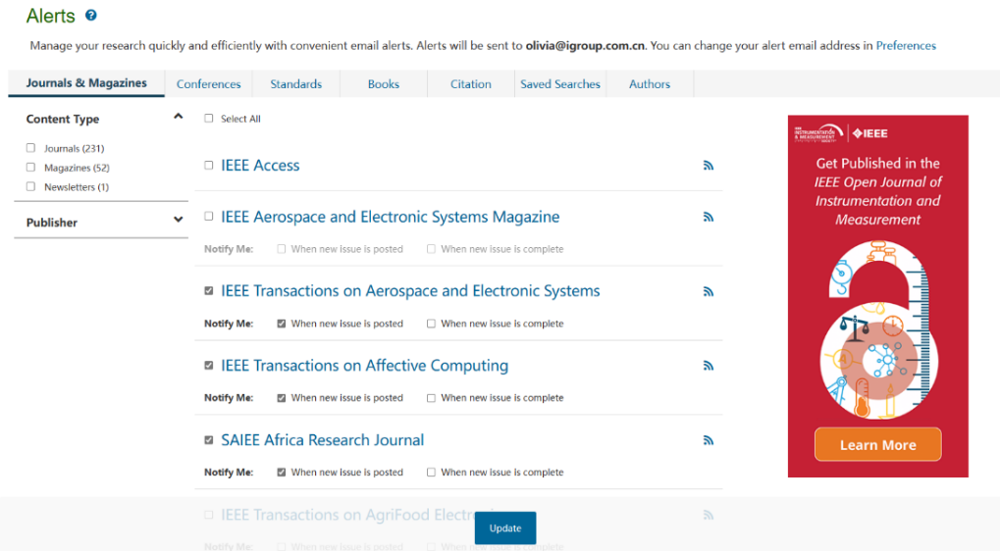 Alerts ?
Manage your research quickly and efficiently with convenient email alerts. Alerts will be sent to olivia@igroup.com.cn. You can change your alert email address in Preferences
Journals & Magazines
Conferences
Standards
Books
Citation
Saved Searches
Authors
Content Type
Journals (231)
Magazines (52)
Newsletters (1)
Publisher
Select All
IEEE Access
IEEE Aerospace and Electronic Systems Magazine
Notify Me: When new issue is posted When new issue is complete
IEEE Transactions on Aerospace and Electronic Systems
Notify Me: When new issue is posted When new issue is complete
IEEE Transactions on Affective Computing
Notify Me: When new issue is posted When new issue is complete
SAIEE Africa Research Journal
Notify Me: When new issue is posted When new issue is complete
IEEE Transactions on AgriFood
Update
Notify Me: When new issue is posted When new issue is complete
IEEE
INSTRUMENTATION
& MEASUREMENT
IEEE
Get Published in the
IEEE Open Journal of
Instrumentation and
Measurement
A
Learn More